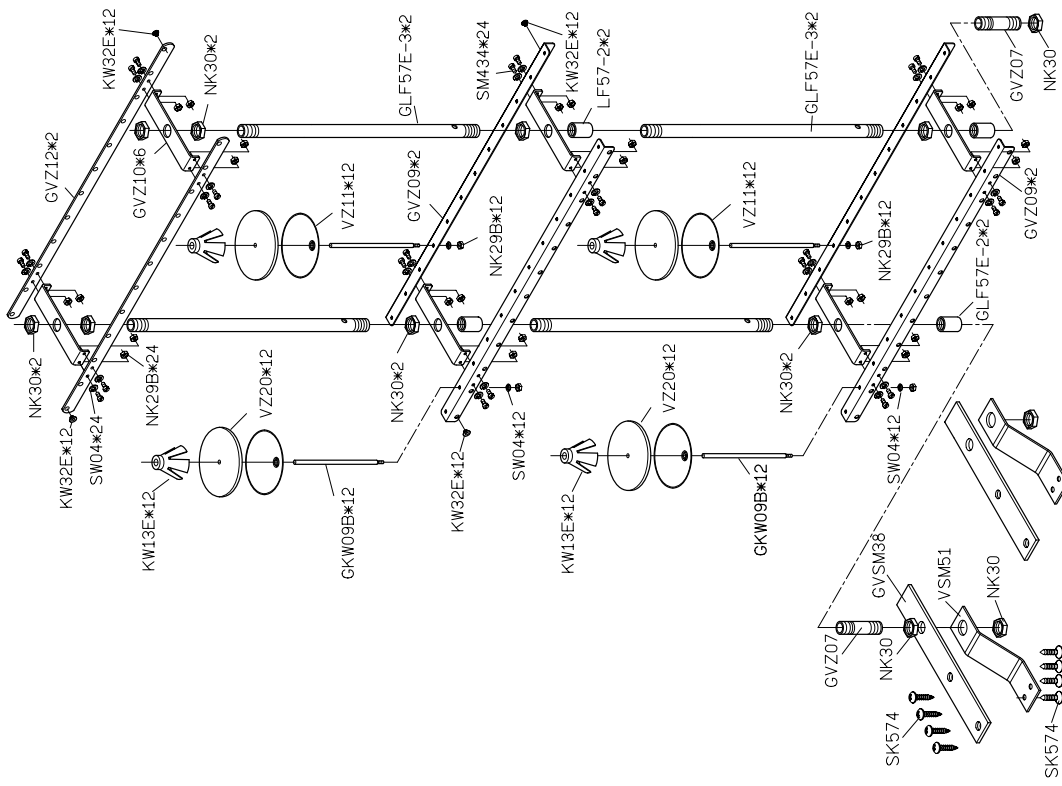 KW32E*12
NK30*2
GVZ12*2
GVZ10*6
GLF57E-3*2
SM434*24
KW32E*12
LF57-2*2
GLF57E-3*2
GVZ07
NK30
VZ11*12
GVZ09*2
NK29B*12
VZ11*12
NK29B*12
GVZ09*2
GLF57E-2*2
NK30*2
NK29B*24
SW04*24
KW32E*12
VZ20*12
KW13E*12
GKW09B*12
NK30*2
KW32E*12
SW04*12
VZ20*12
KW13E*12
GKW09B*12
NK30*2
SW04*12
GVSM38
VSM51
NK30
GVZ07
NK30
SK574
SK574